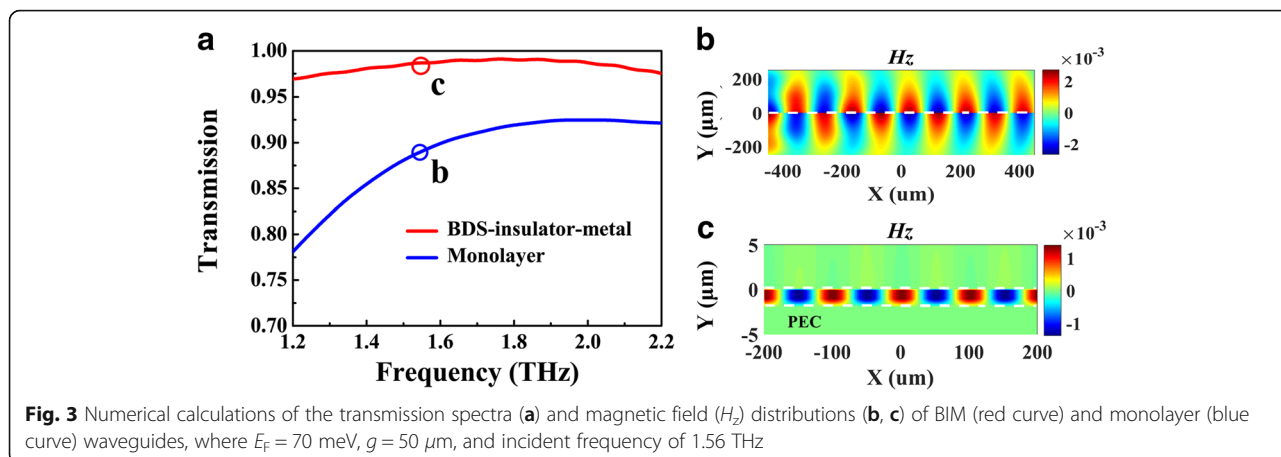 a
Transmission
1.00
0.95
0.90
0.85
0.80
0.75
0.70
c
b
BDS-insulator-metal
Monolayer
1.2 1.4 1.6 1.8 2.0 2.2
Frequency (THz)
b
Hz
×10⁻³
Y (μm)
200
0
-200
2
0
-2
-400 -200 0 200 400
X (um)
c
Hz
×10⁻³
Y (μm)
5
0
-5
1
0
-1
PEC
-200 -100 0 100 200
X (um)
Fig. 3 Numerical calculations of the transmission spectra (a) and magnetic field (Hz) distributions (b, c) of BIM (red curve) and monolayer (blue
curve) waveguides, where EF = 70 meV, g = 50 μm, and incident frequency of 1.56 THz